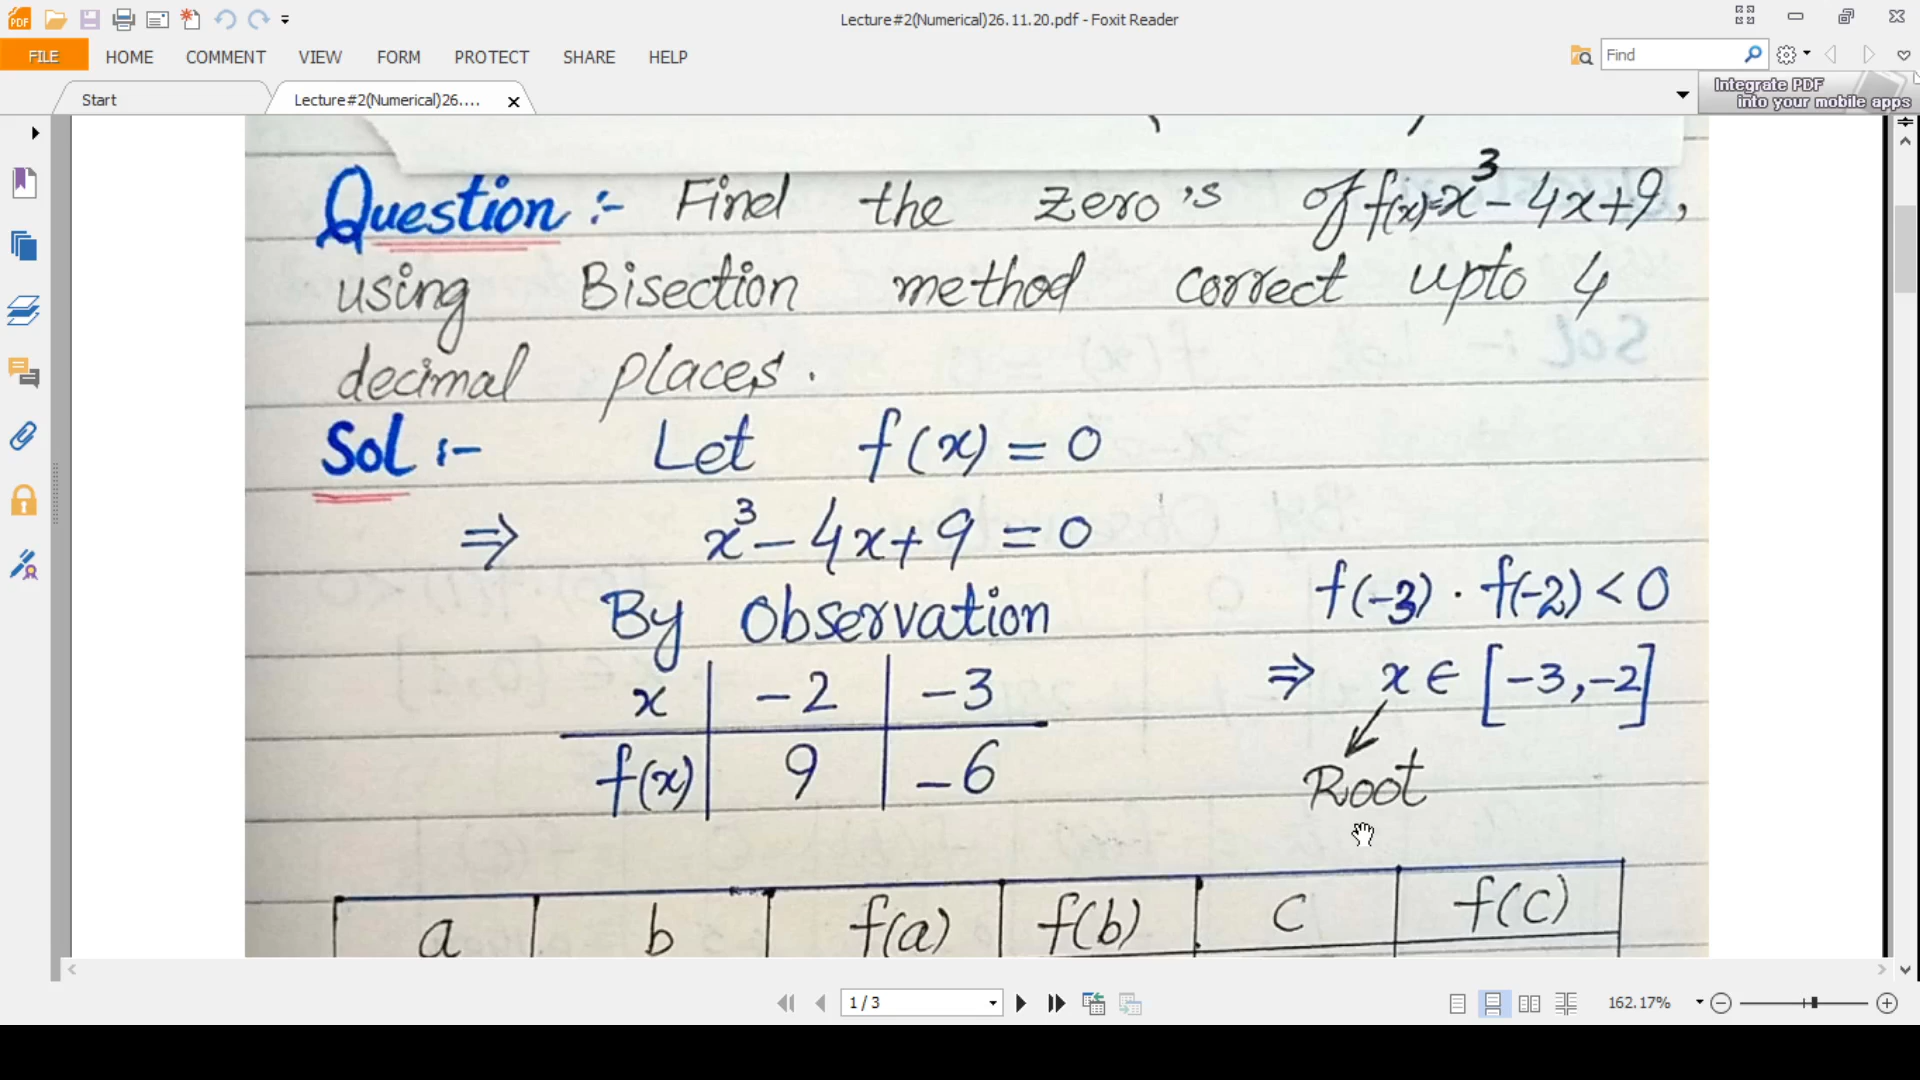 Lecture#2(Numerical)26.11.20.pdf - Foxit Reader
FILE HOME COMMENT VIEW FORM PROTECT SHARE HELP
Find
Start Lecture#2(Numerical)26....
Integrate PDF
into your mobile apps
Question :- Find the zero's of f(x)=x³-4x+9,
using Bisection method correct upto 4
decimal places.
Sol :- Let f(x) = 0
⇒ x³-4x+9 = 0
By Observation
f(-3) · f(-2) < 0
⇒ x ∈ [-3,-2]
Root
x | -2 | -3
f(x) | 9 | -6
a | b | f(a) | f(b) | c | f(c)
1 / 3
162.17%